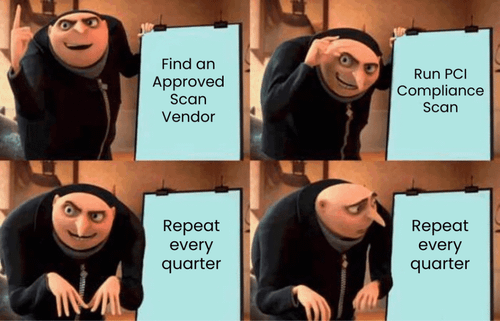 Find an
Approved
Scan
Vendor
Run PCI
Compliance
Scan
Repeat
every
quarter
Repeat
every
quarter